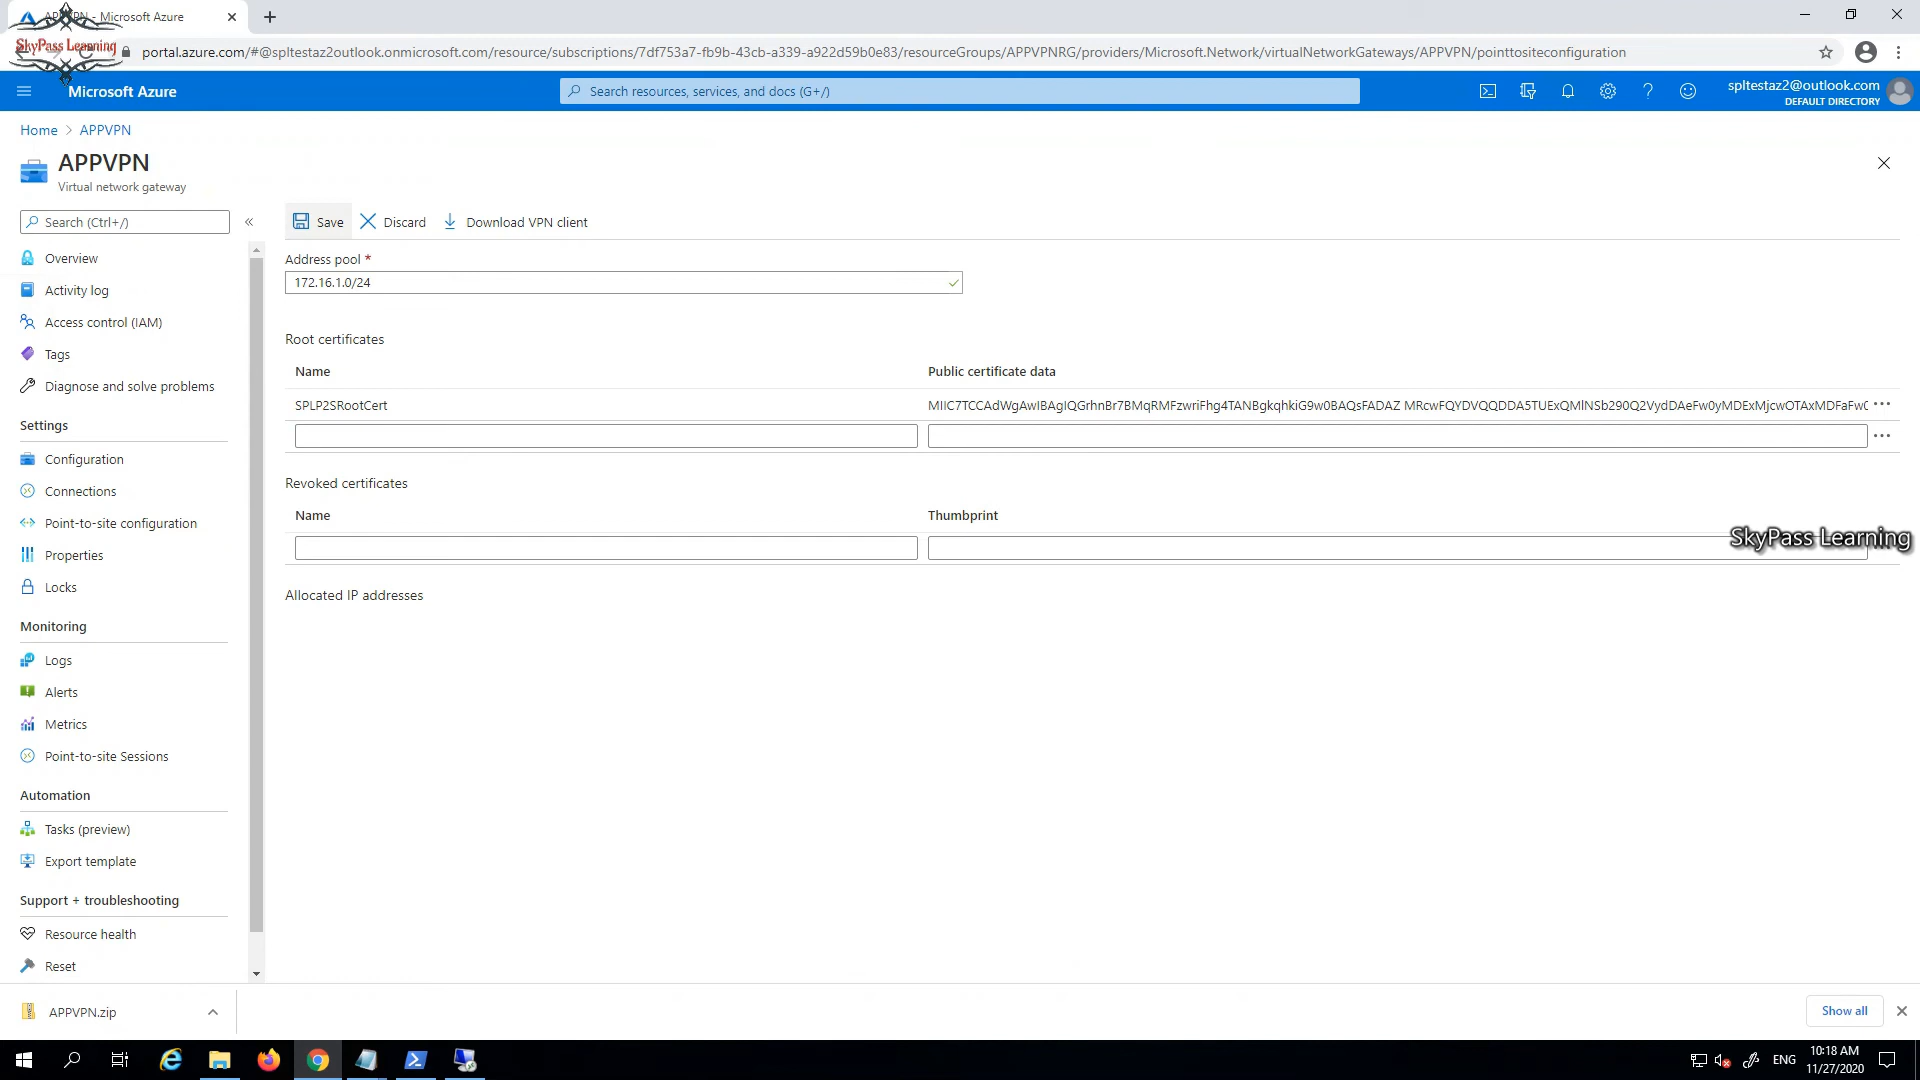 APPVPN - Microsoft Azure
SkyPass Learning
portal.azure.com/#@spltestaz2outlook.onmicrosoft.com/resource/subscriptions/7df753a7-fb9b-43cb-a339-a922d59b0e83/resourceGroups/APPVPNRG/providers/Microsoft.Network/virtualNetworkGateways/APPVPN/pointtositeconfiguration
Microsoft Azure
Search resources, services, and docs (G+/)
spltestaz2@outlook.com
DEFAULT DIRECTORY
Home > APPVPN
APPVPN
Virtual network gateway
Search (Ctrl+/)
Save
Discard
Download VPN client
Overview
Activity log
Access control (IAM)
Tags
Diagnose and solve problems
Settings
Configuration
Connections
Point-to-site configuration
Properties
Locks
Monitoring
Logs
Alerts
Metrics
Point-to-site Sessions
Automation
Tasks (preview)
Export template
Support + troubleshooting
Resource health
Reset
Address pool *
172.16.1.0/24
Root certificates
Name
Public certificate data
SPLP2SRootCert
MIIC7TCCAdWgAwIBAgIQGrhnBr7BMqRMFzwriFhg4TANBgkqhkiG9w0BAQsFADAZ MRcwFQYDVQQDDA5TUExQMlNSb290Q2VydDAeFw0yMDExMjcwOTAxMDFaFw0
Revoked certificates
Name
Thumbprint
SkyPass Learning
Allocated IP addresses
APPVPN.zip
Show all
ENG
10:18 AM
11/27/2020